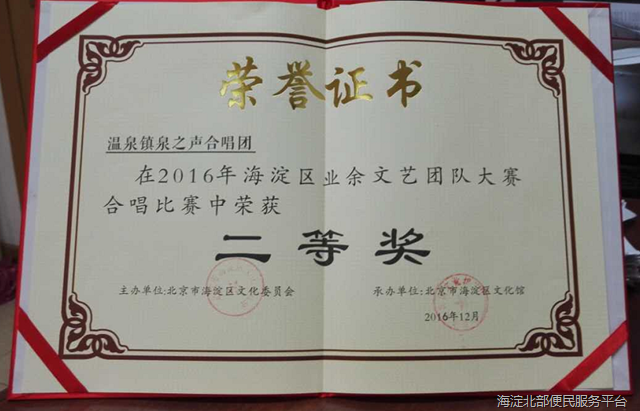 荣誉证书
温泉镇泉之声合唱团
在2016年海淀区业余文艺团队大赛
合唱比赛中荣获
二等奖
主办单位:北京市海淀区文化委员会
承办单位:北京市海淀区文化馆
2016年12月
海淀北部便民服务平台